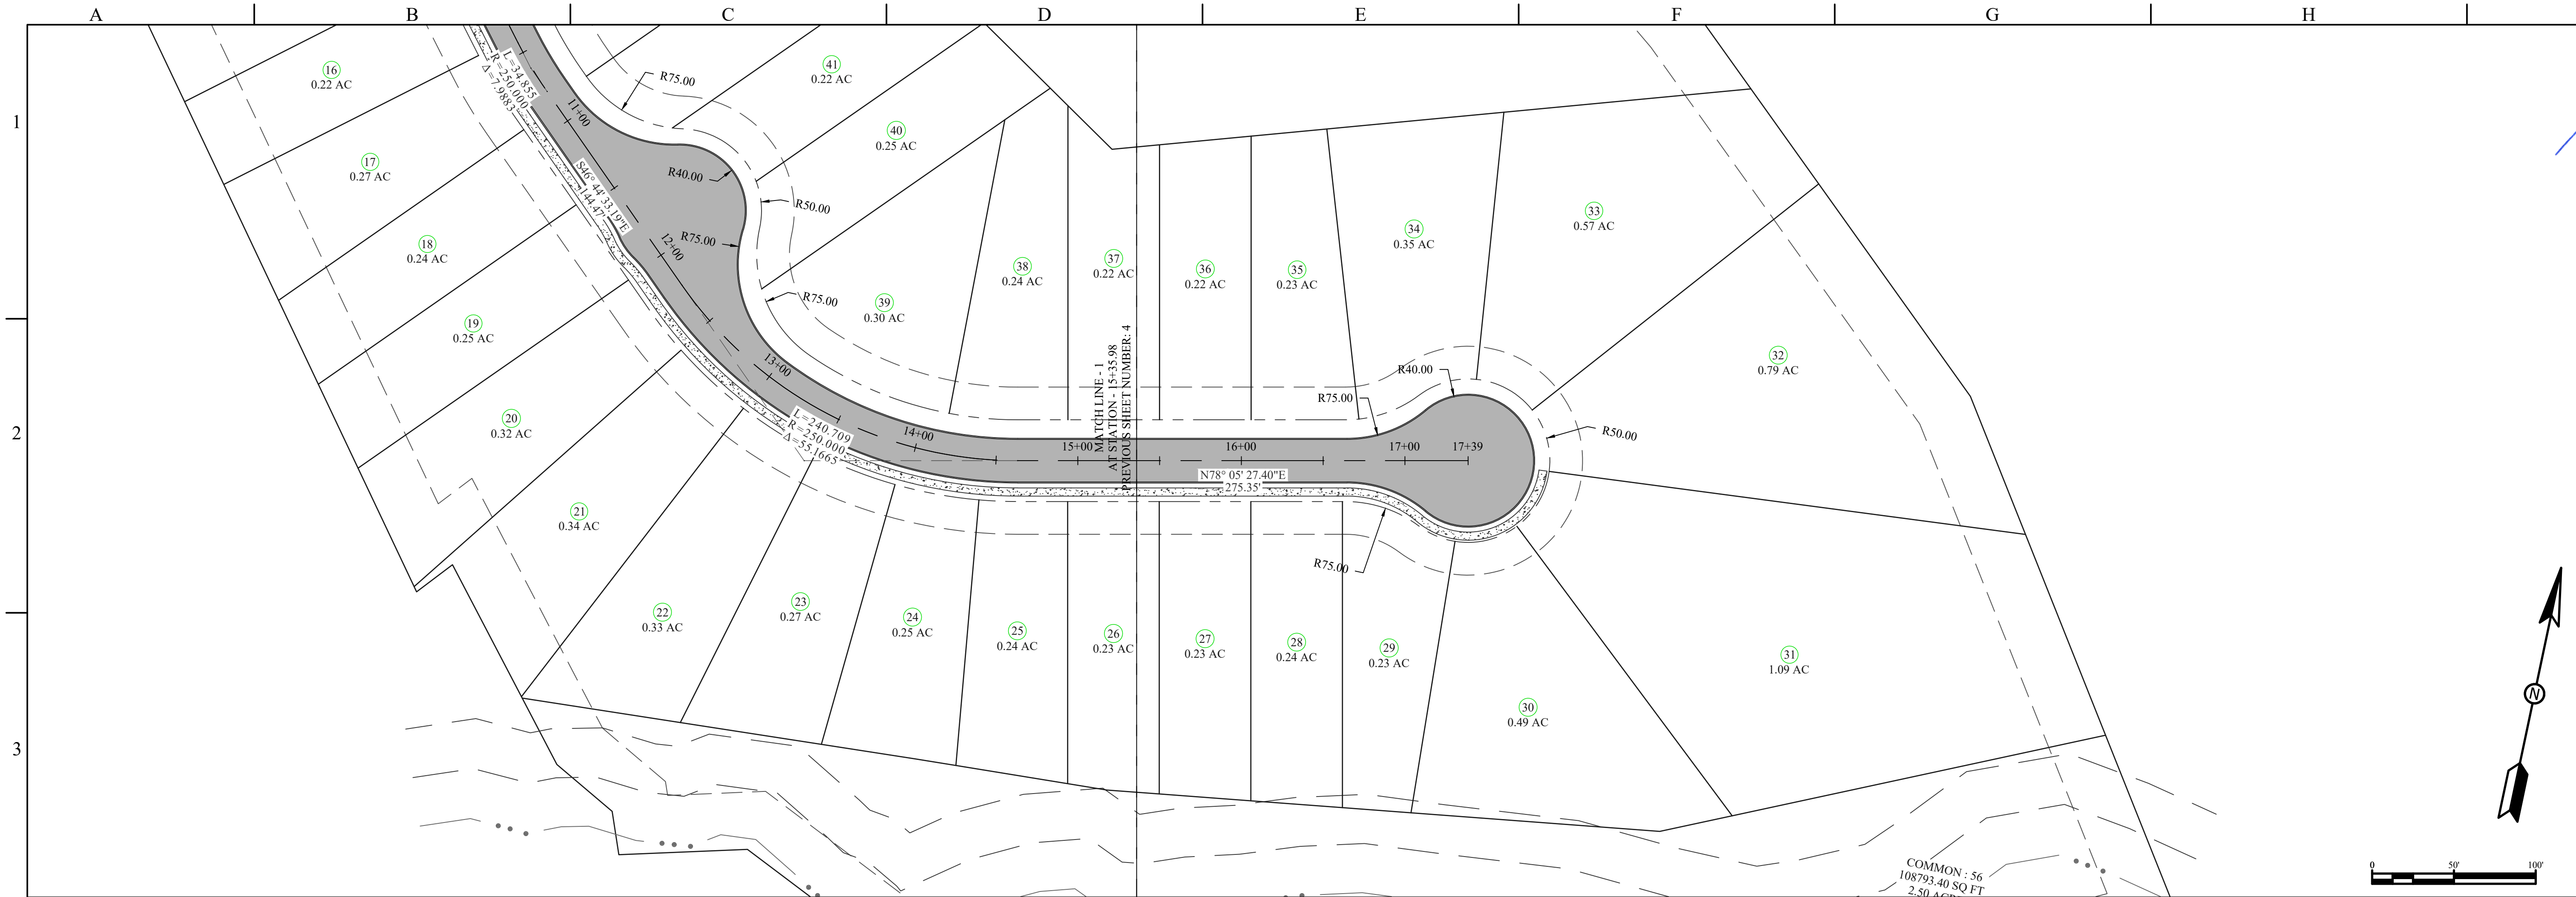 A
B
C
D
E
F
G
H
1
2
3
16
0.22 AC
17
0.27 AC
18
0.24 AC
19
0.25 AC
20
0.32 AC
21
0.34 AC
22
0.33 AC
23
0.27 AC
24
0.25 AC
25
0.24 AC
26
0.23 AC
27
0.23 AC
28
0.24 AC
29
0.23 AC
30
0.49 AC
31
1.09 AC
32
0.79 AC
33
0.57 AC
34
0.35 AC
35
0.23 AC
36
0.22 AC
37
0.22 AC
38
0.24 AC
39
0.30 AC
40
0.25 AC
41
0.22 AC
L=34.855
R=250.000
Δ=7.9883
11+00
S46° 44' 33.19"E
144.47'
12+00
13+00
L=240.709
R=250.000
Δ=55.1665
14+00
15+00
16+00
17+00
17+39
N78° 05' 27.40"E
275.35'
R75.00
R40.00
R50.00
R75.00
R75.00
R40.00
R75.00
R50.00
R75.00
MATCH LINE - 1
AT STATION - 15+35.98
PREVIOUS SHEET NUMBER: 4
COMMON : 56
108793.40 SQ FT
2.50
N
0
50'
100'